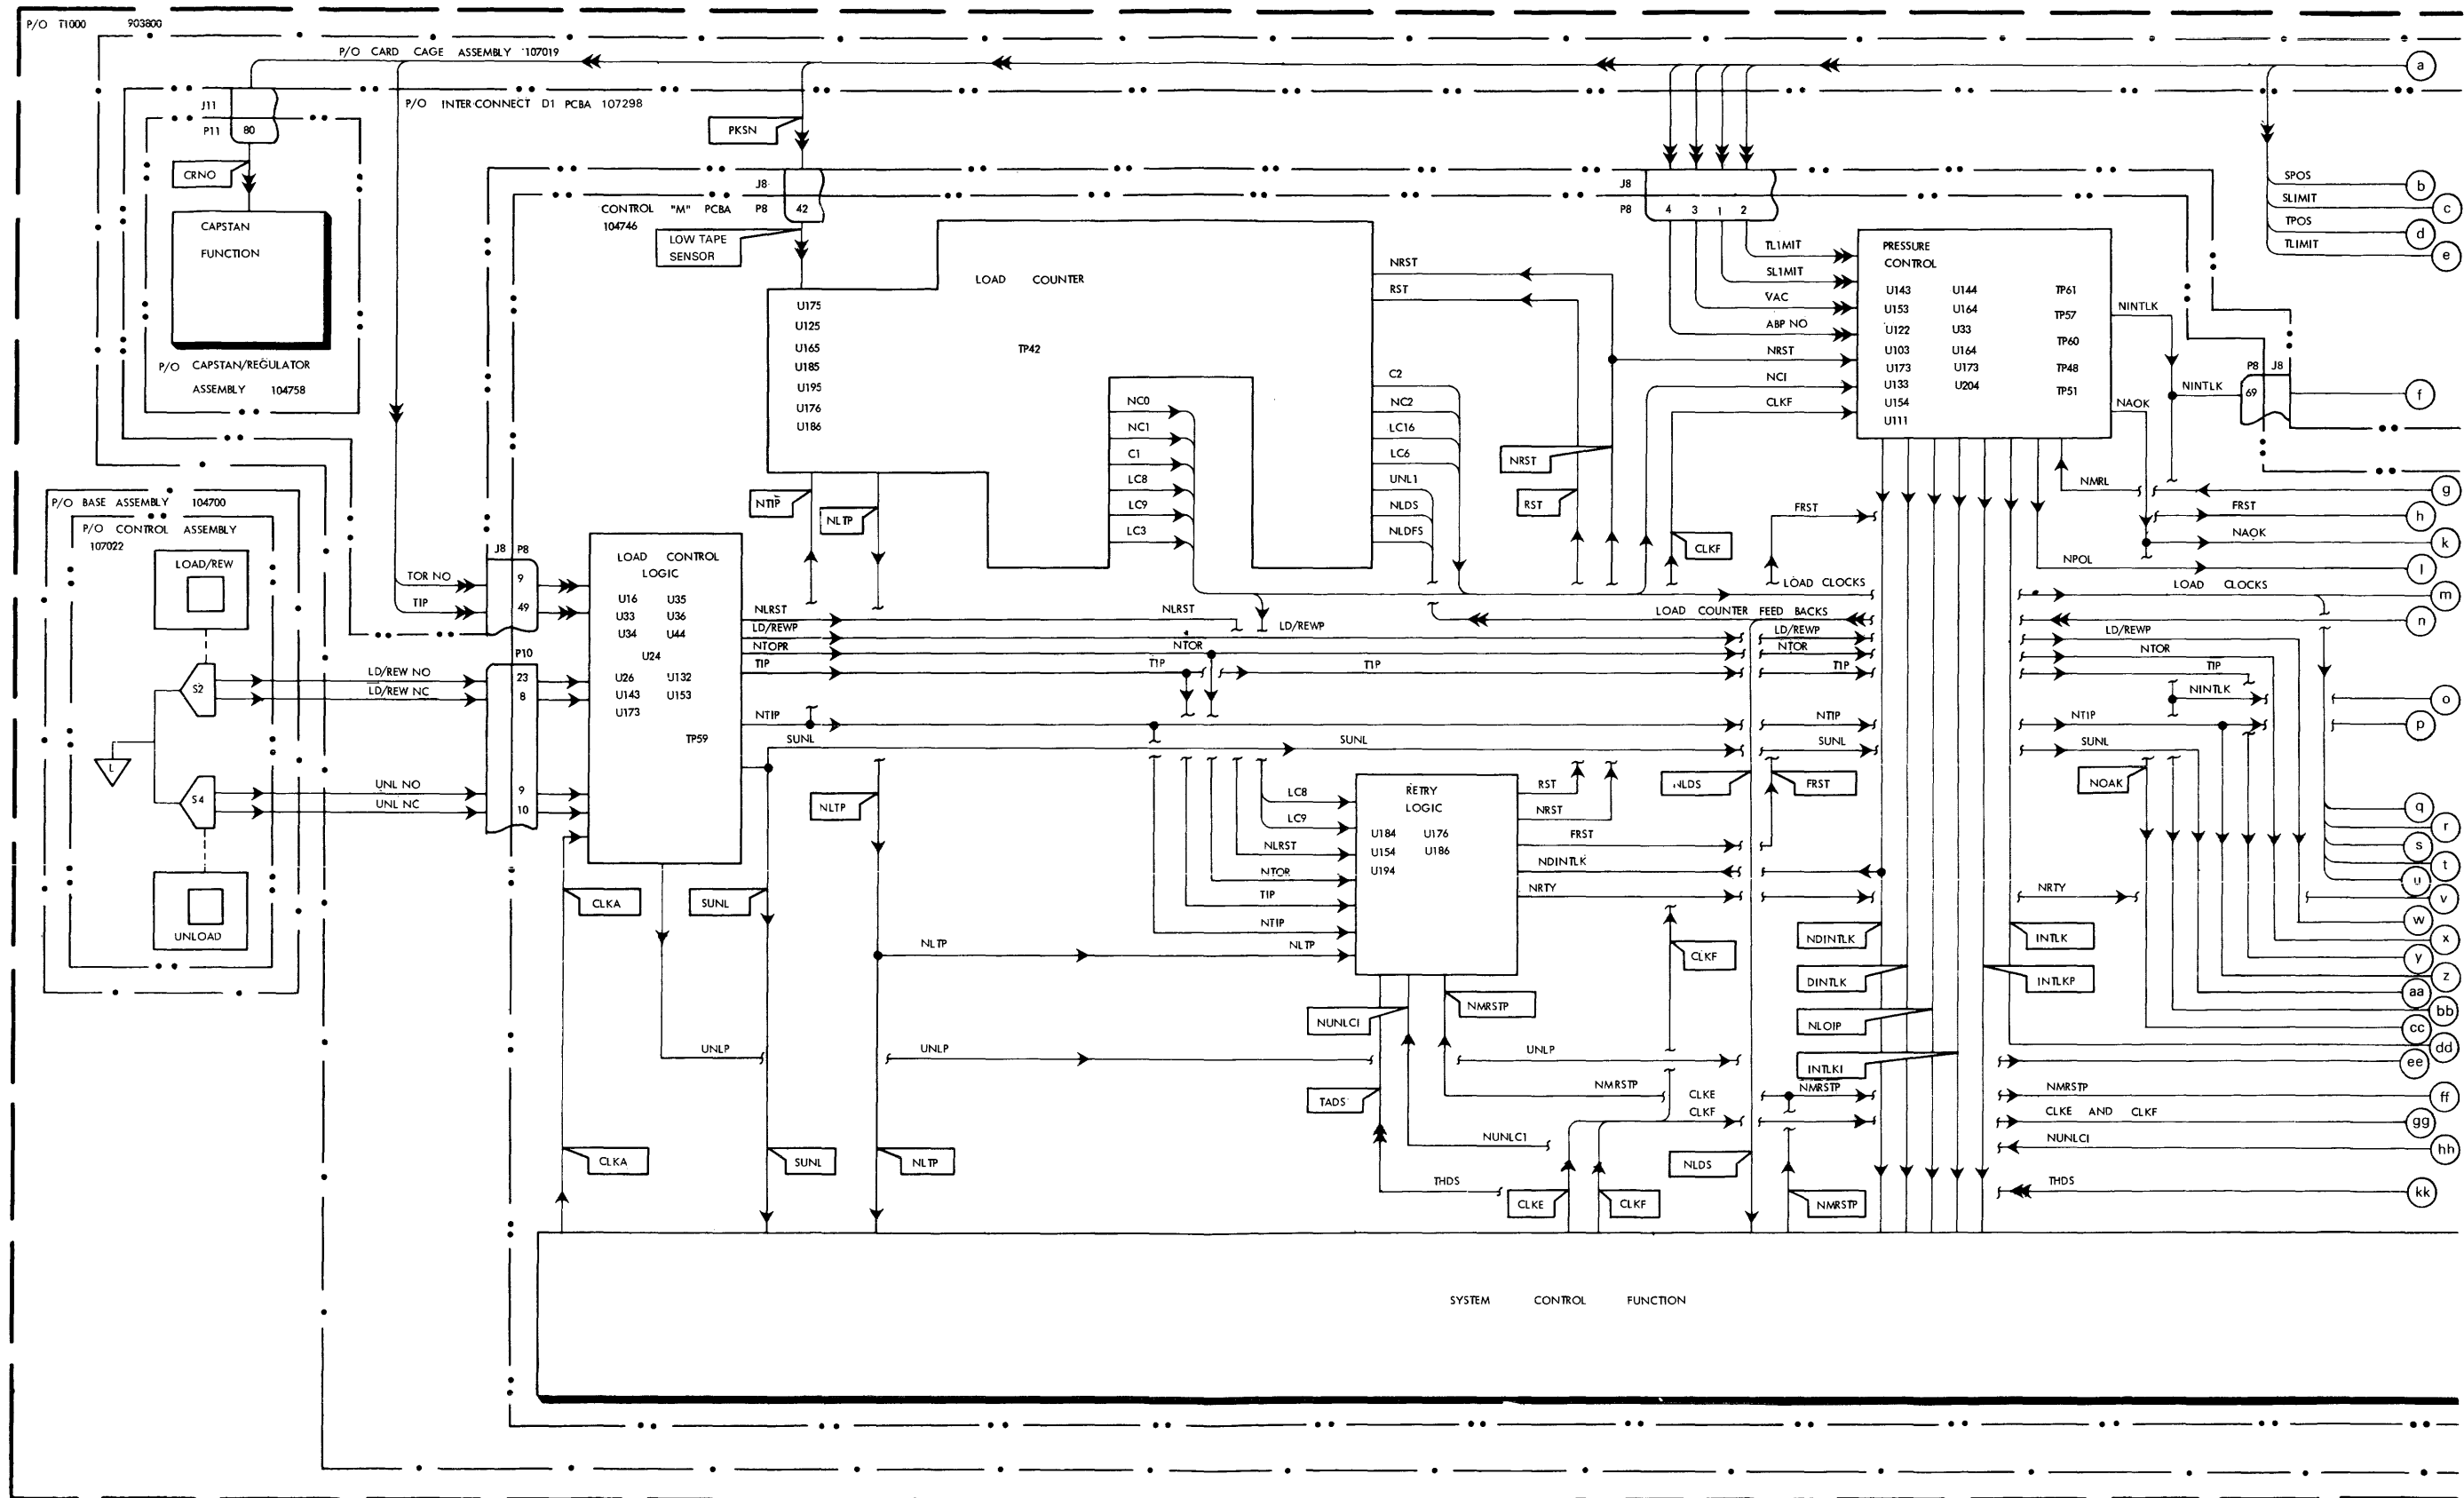 P/O T1000 903800
P/O CARD CAGE ASSEMBLY 107019
a
J11
P/O INTERCONNECT D1 PCBA 107298
P11 80
PKSN
CRNO
CAPSTAN
FUNCTION
P/O CAPSTAN/REGULATOR
ASSEMBLY 104758
J8
CONTROL "M" PCBA P8 42
104746
LOW TAPE
SENSOR
J8
P8 4 3 1 2
SPOS
b
SLIMIT
c
TPOS
d
TLIMIT
e
LOAD COUNTER
U175
U125
U165
U185
U195
U176
U186
TP42
NRST
RST
C2
NC2
LC16
LC6
UNL1
NLDS
NLDFS
NC0
NC1
C1
LC8
LC9
LC3
NTIP
NLTP
NRST
RST
CLKF
TL1MIT
SL1MIT
VAC
ABP NO
NRST
NCI
CLKF
PRESSURE
CONTROL
U143 U144 TP61
U153 U164 TP57
U122 U33 TP60
U103 U164
U173 U173 TP48
U133 U204 TP51
U154
U111
NINTLK
NAOK
NINTLK
P8 J8
69
f
NMRL
g
FRST
FRST
h
NAOK
k
NPOL
l
LOAD CLOCKS
LOAD CLOCKS
m
LOAD COUNTER FEED BACKS
n
P/O BASE ASSEMBLY 104700
P/O CONTROL ASSEMBLY
107022
LOAD/REW
S2
L
S4
UNLOAD
TOR NO
TIP
J8 P8
9
49
LD/REW NO
LD/REW NC
P10
23
8
UNL NO
UNL NC
9
10
LOAD CONTROL
LOGIC
U16 U35
U33 U36
U34 U44
U24
U26 U132
U143 U153
U173
TP59
NLRST
LD/REWP
NTOPR
TIP
NTIP
SUNL
NLRST
LD/REWP
NTOR
TIP
TIP
SUNL
LD/REWP
NTOR
TIP
NTIP
SUNL
LD/REWP
NTOR
TIP
NINTLK
o
NTIP
p
SUNL
NOAK
NLTP
RETRY
LOGIC
U184 U176
U154 U186
U194
LC8
LC9
NLRST
NTOR
TIP
NTIP
NLTP
RST
NRST
FRST
NDINTLK
NRTY
FRST
NRTY
q
r
s
t
u
v
w
x
y
z
aa
bb
cc
dd
ee
CLKA
SUNL
NLTP
CLKF
NDINTLK
INTLK
DINTLK
INTLKP
NLOIP
INTLKI
NUNLCI
NMRSTP
UNLP
UNLP
UNLP
TADS
NMRSTP
CLKE
CLKF
NMRSTP
NMRSTP
ff
CLKE AND CLKF
gg
NUNLC1
NUNLCI
hh
CLKA
SUNL
NLTP
NLDS
THDS
CLKE
CLKF
NMRSTP
THDS
kk
SYSTEM CONTROL FUNCTION